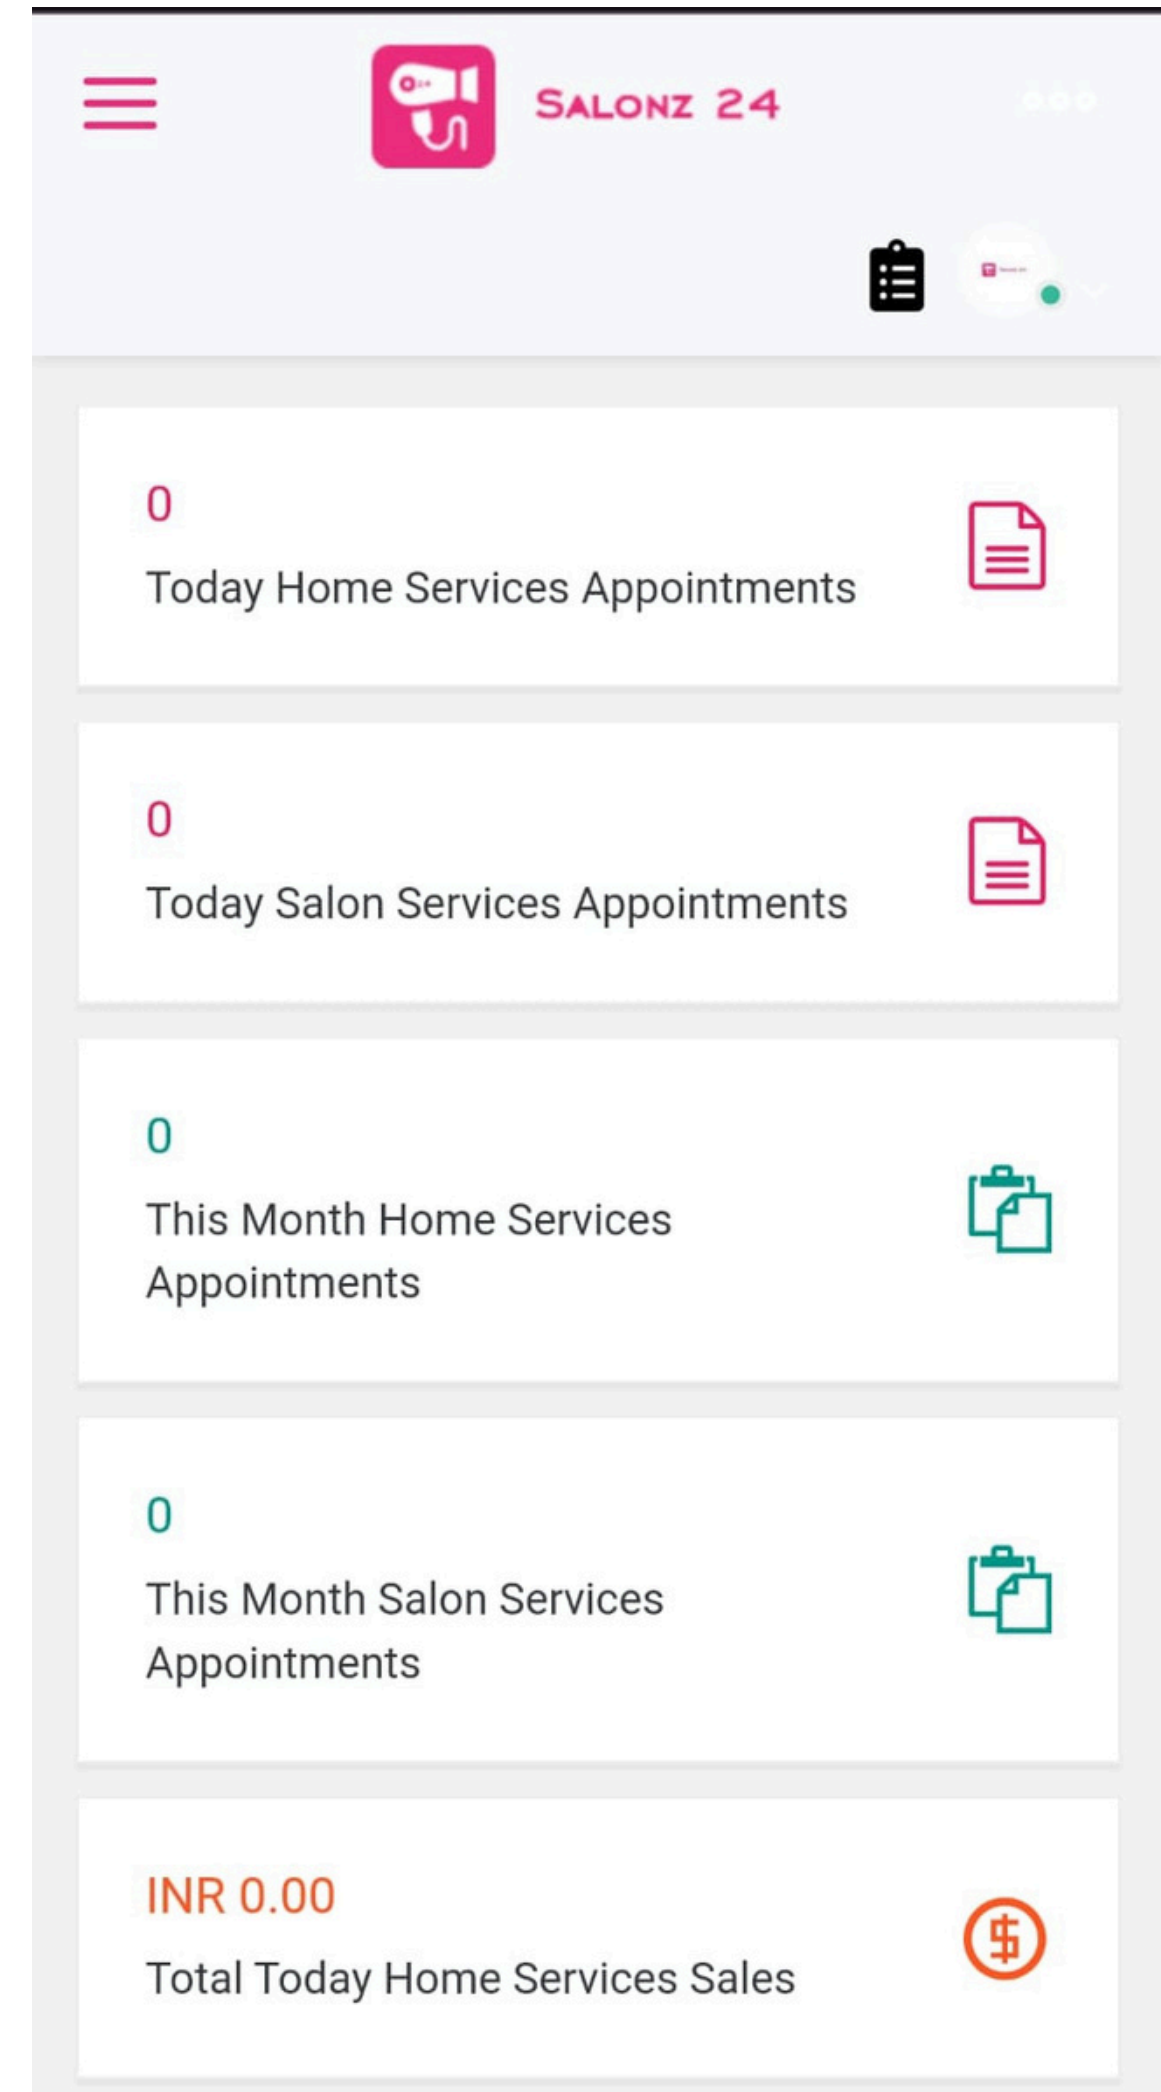 SALONZ 24
0
Today Home Services Appointments
0
Today Salon Services Appointments
0
This Month Home Services
Appointments
0
This Month Salon Services
Appointments
INR 0.00
Total Today Home Services Sales